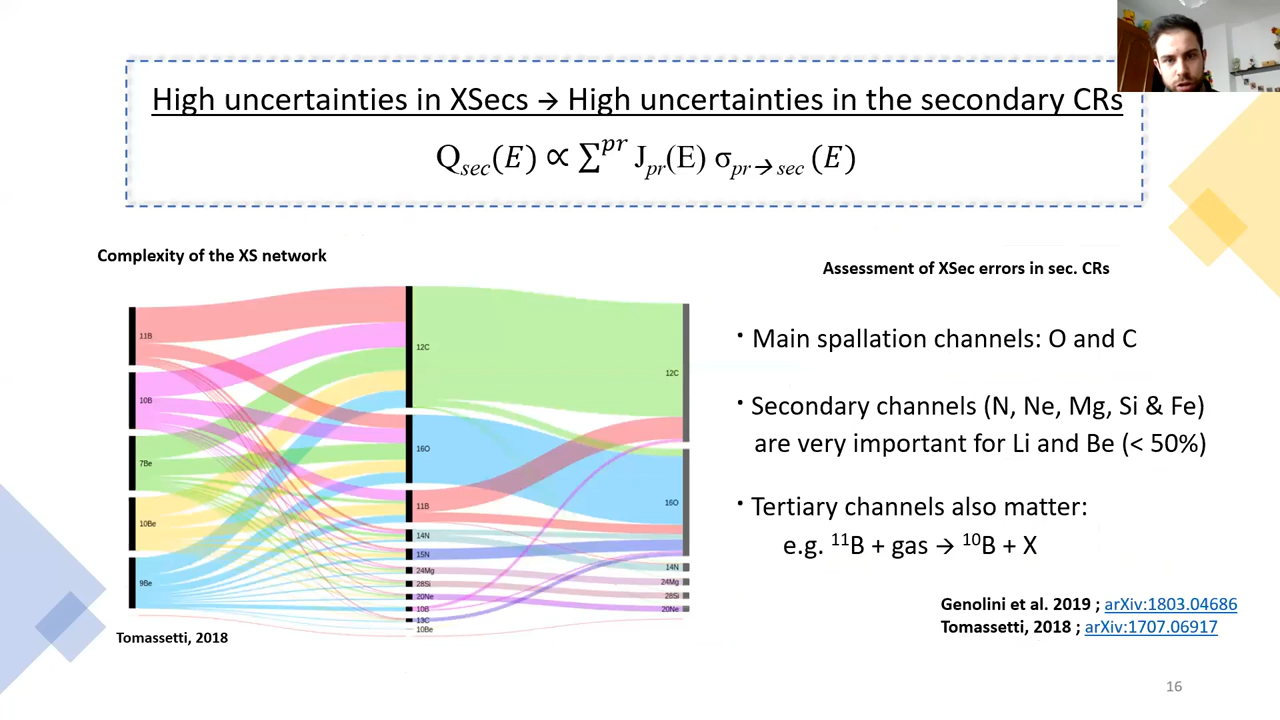 High uncertainties in XSecs → High uncertainties in the secondary CRs
Q_sec(E) ∝ ∑^pr J_pr(E) σ_pr→sec (E)
Complexity of the XS network
Assessment of XSec errors in sec. CRs
11B
10B
7Be
10Be
9Be
12C
16O
11B
14N
15N
24Mg
28Si
20Ne
10B
13C
10Be
12C
16O
14N
24Mg
28Si
20Ne
Tomassetti, 2018
· Main spallation channels: O and C
· Secondary channels (N, Ne, Mg, Si & Fe)
are very important for Li and Be (< 50%)
· Tertiary channels also matter:
e.g. ¹¹B + gas → ¹⁰B + X
Genolini et al. 2019 ; arXiv:1803.04686
Tomassetti, 2018 ; arXiv:1707.06917
16